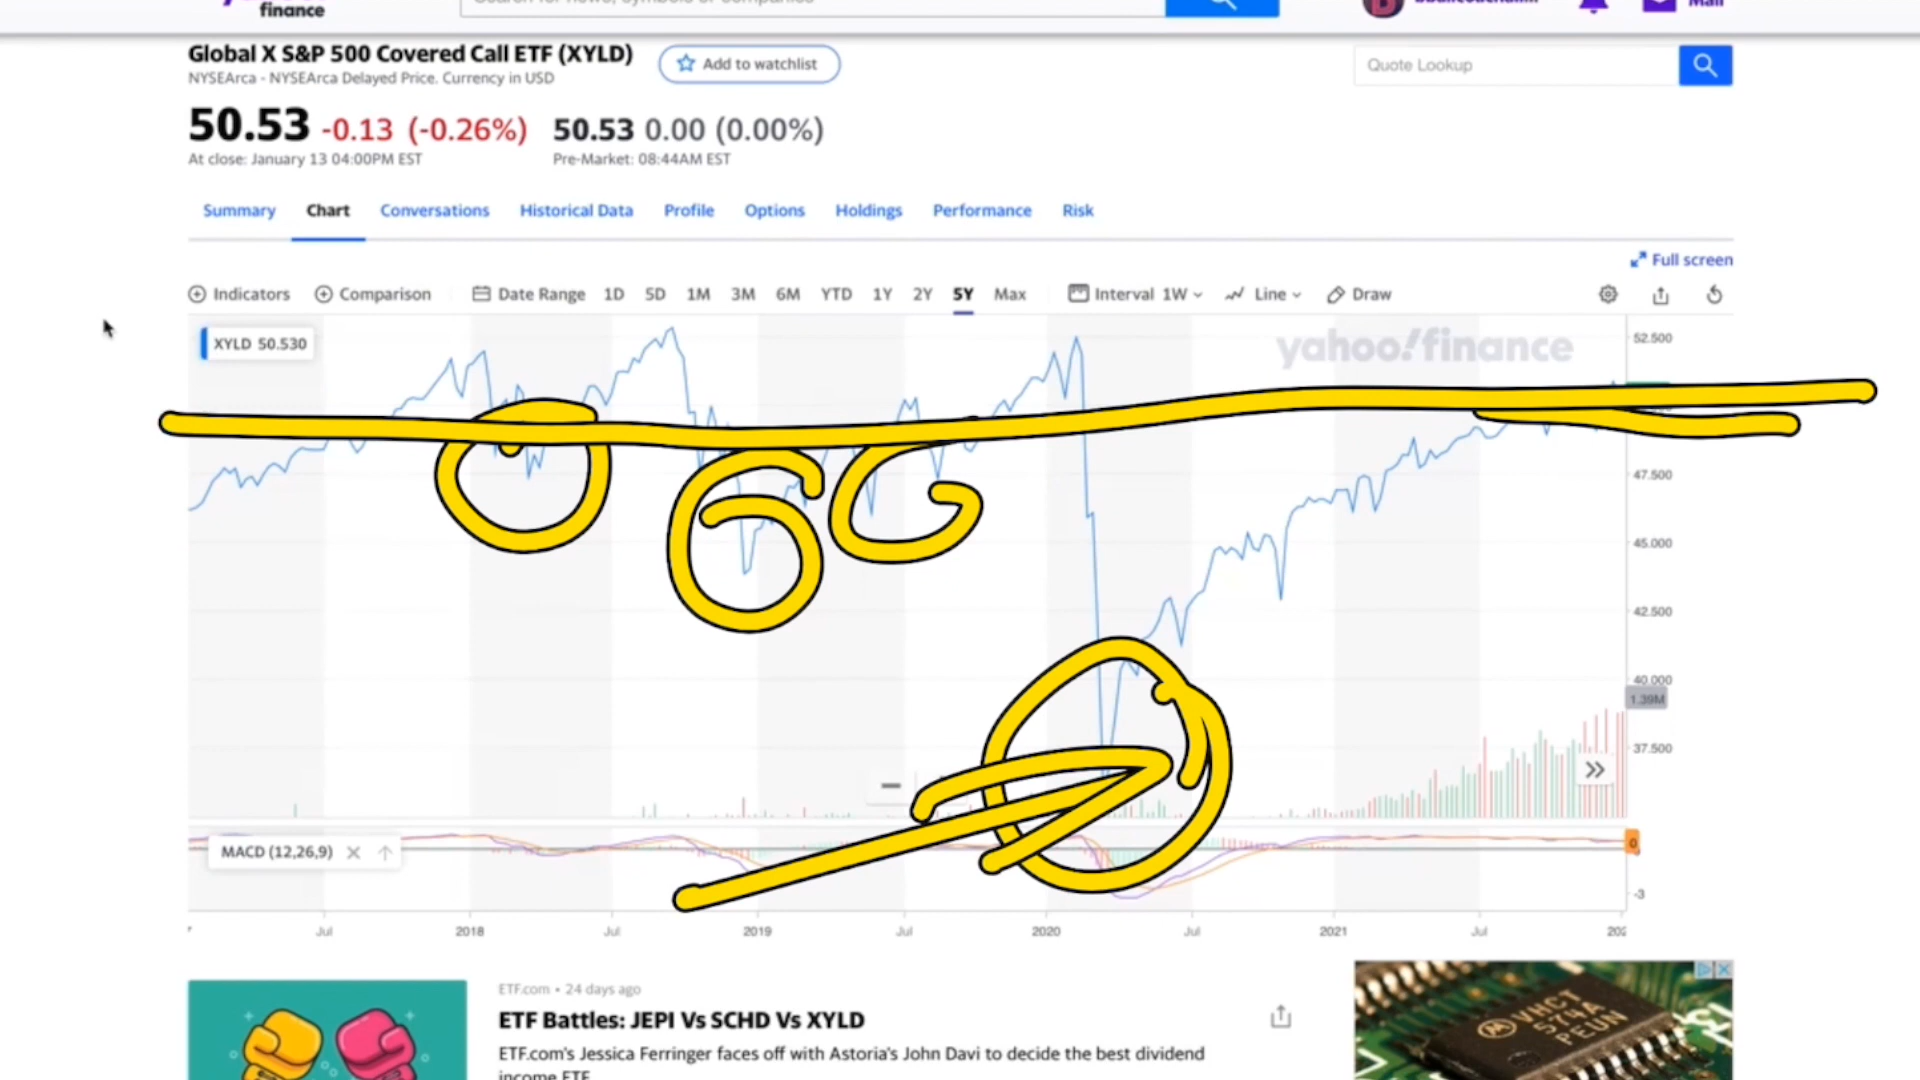 finance
Mail
Global X S&P 500 Covered Call ETF (XYLD)
Add to watchlist
Quote Lookup
NYSEArca - NYSEArca Delayed Price. Currency in USD
50.53 -0.13 (-0.26%) 50.53 0.00 (0.00%)
At close: January 13 04:00PM EST Pre-Market: 08:44AM EST
Summary Chart Conversations Historical Data Profile Options Holdings Performance Risk
Full screen
Indicators Comparison Date Range 1D 5D 1M 3M 6M YTD 1Y 2Y 5Y Max Interval 1W Line Draw
XYLD 50.530
yahoo!finance
52.500
47.500
45.000
42.500
40.000
1.39M
37.500
MACD (12,26,9)
0
-3
Jul 2018 Jul 2019 Jul 2020 Jul 2021 Jul
ETF.com • 24 days ago
ETF Battles: JEPI Vs SCHD Vs XYLD
ETF.com's Jessica Ferringer faces off with Astoria's John Davi to decide the best dividend
income ETF
VHCT
574A
PEUN